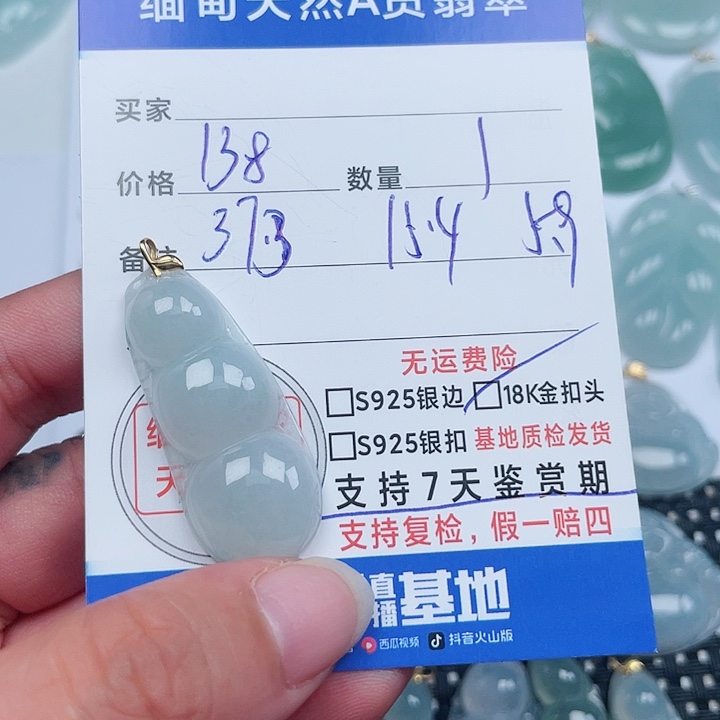 缅甸天然A货翡翠
买家
价格 138 数量 1
备注 37.3 15.4 5.9
无运费险
□S925银边 □18K金扣头
□S925银扣 基地质检发货
支持7天鉴赏期
支持复检，假一赔四
直播基地
西瓜视频 抖音火山版